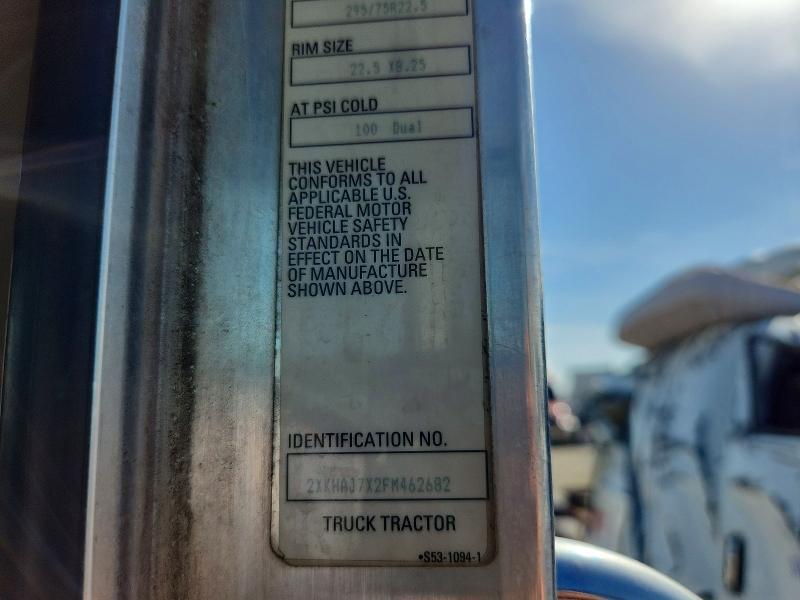 295/75R22.5
RIM SIZE
22.5 X8.25
AT PSI COLD
100 Dual
THIS VEHICLE
CONFORMS TO ALL
APPLICABLE U.S.
FEDERAL MOTOR
VEHICLE SAFETY
STANDARDS IN
EFFECT ON THE DATE
OF MANUFACTURE
SHOWN ABOVE.
IDENTIFICATION NO.
2XKHAJ7X2FM462682
TRUCK TRACTOR
•S53-1094-1